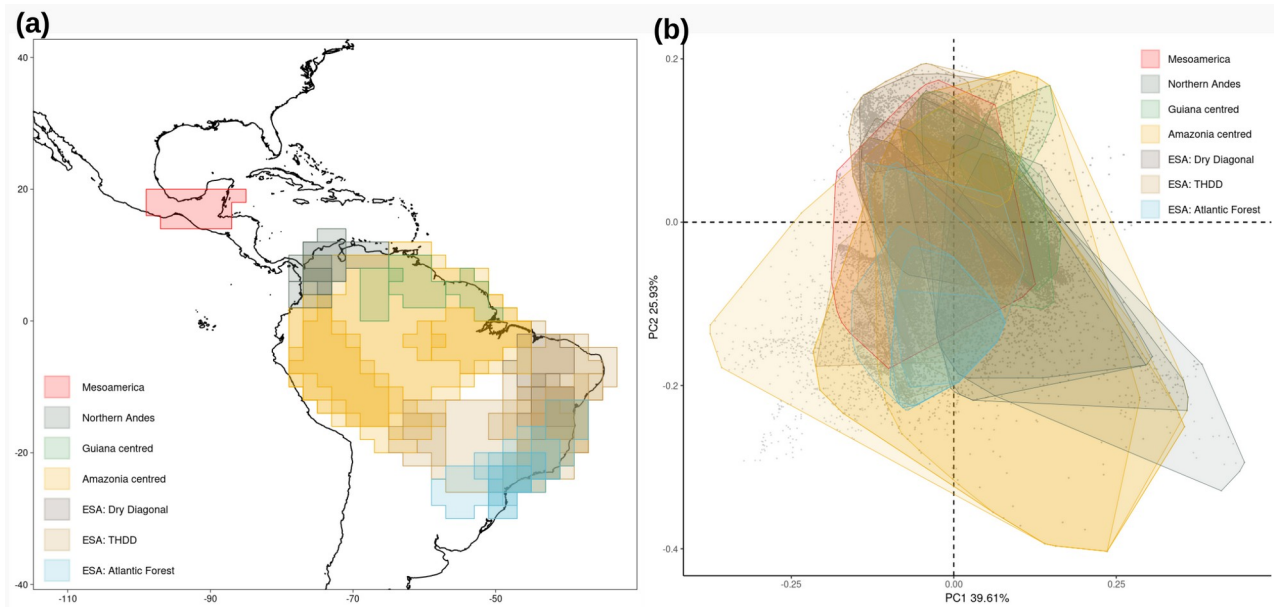 (a)
40
20
0
-20
-40
-110
-90
-70
-50
Mesoamerica
Northern Andes
Guiana centred
Amazonia centred
ESA: Dry Diagonal
ESA: THDD
ESA: Atlantic Forest
(b)
0.2
0.0
-0.2
-0.4
PC2 25.93%
-0.25
0.00
0.25
PC1 39.61%
Mesoamerica
Northern Andes
Guiana centred
Amazonia centred
ESA: Dry Diagonal
ESA: THDD
ESA: Atlantic Forest